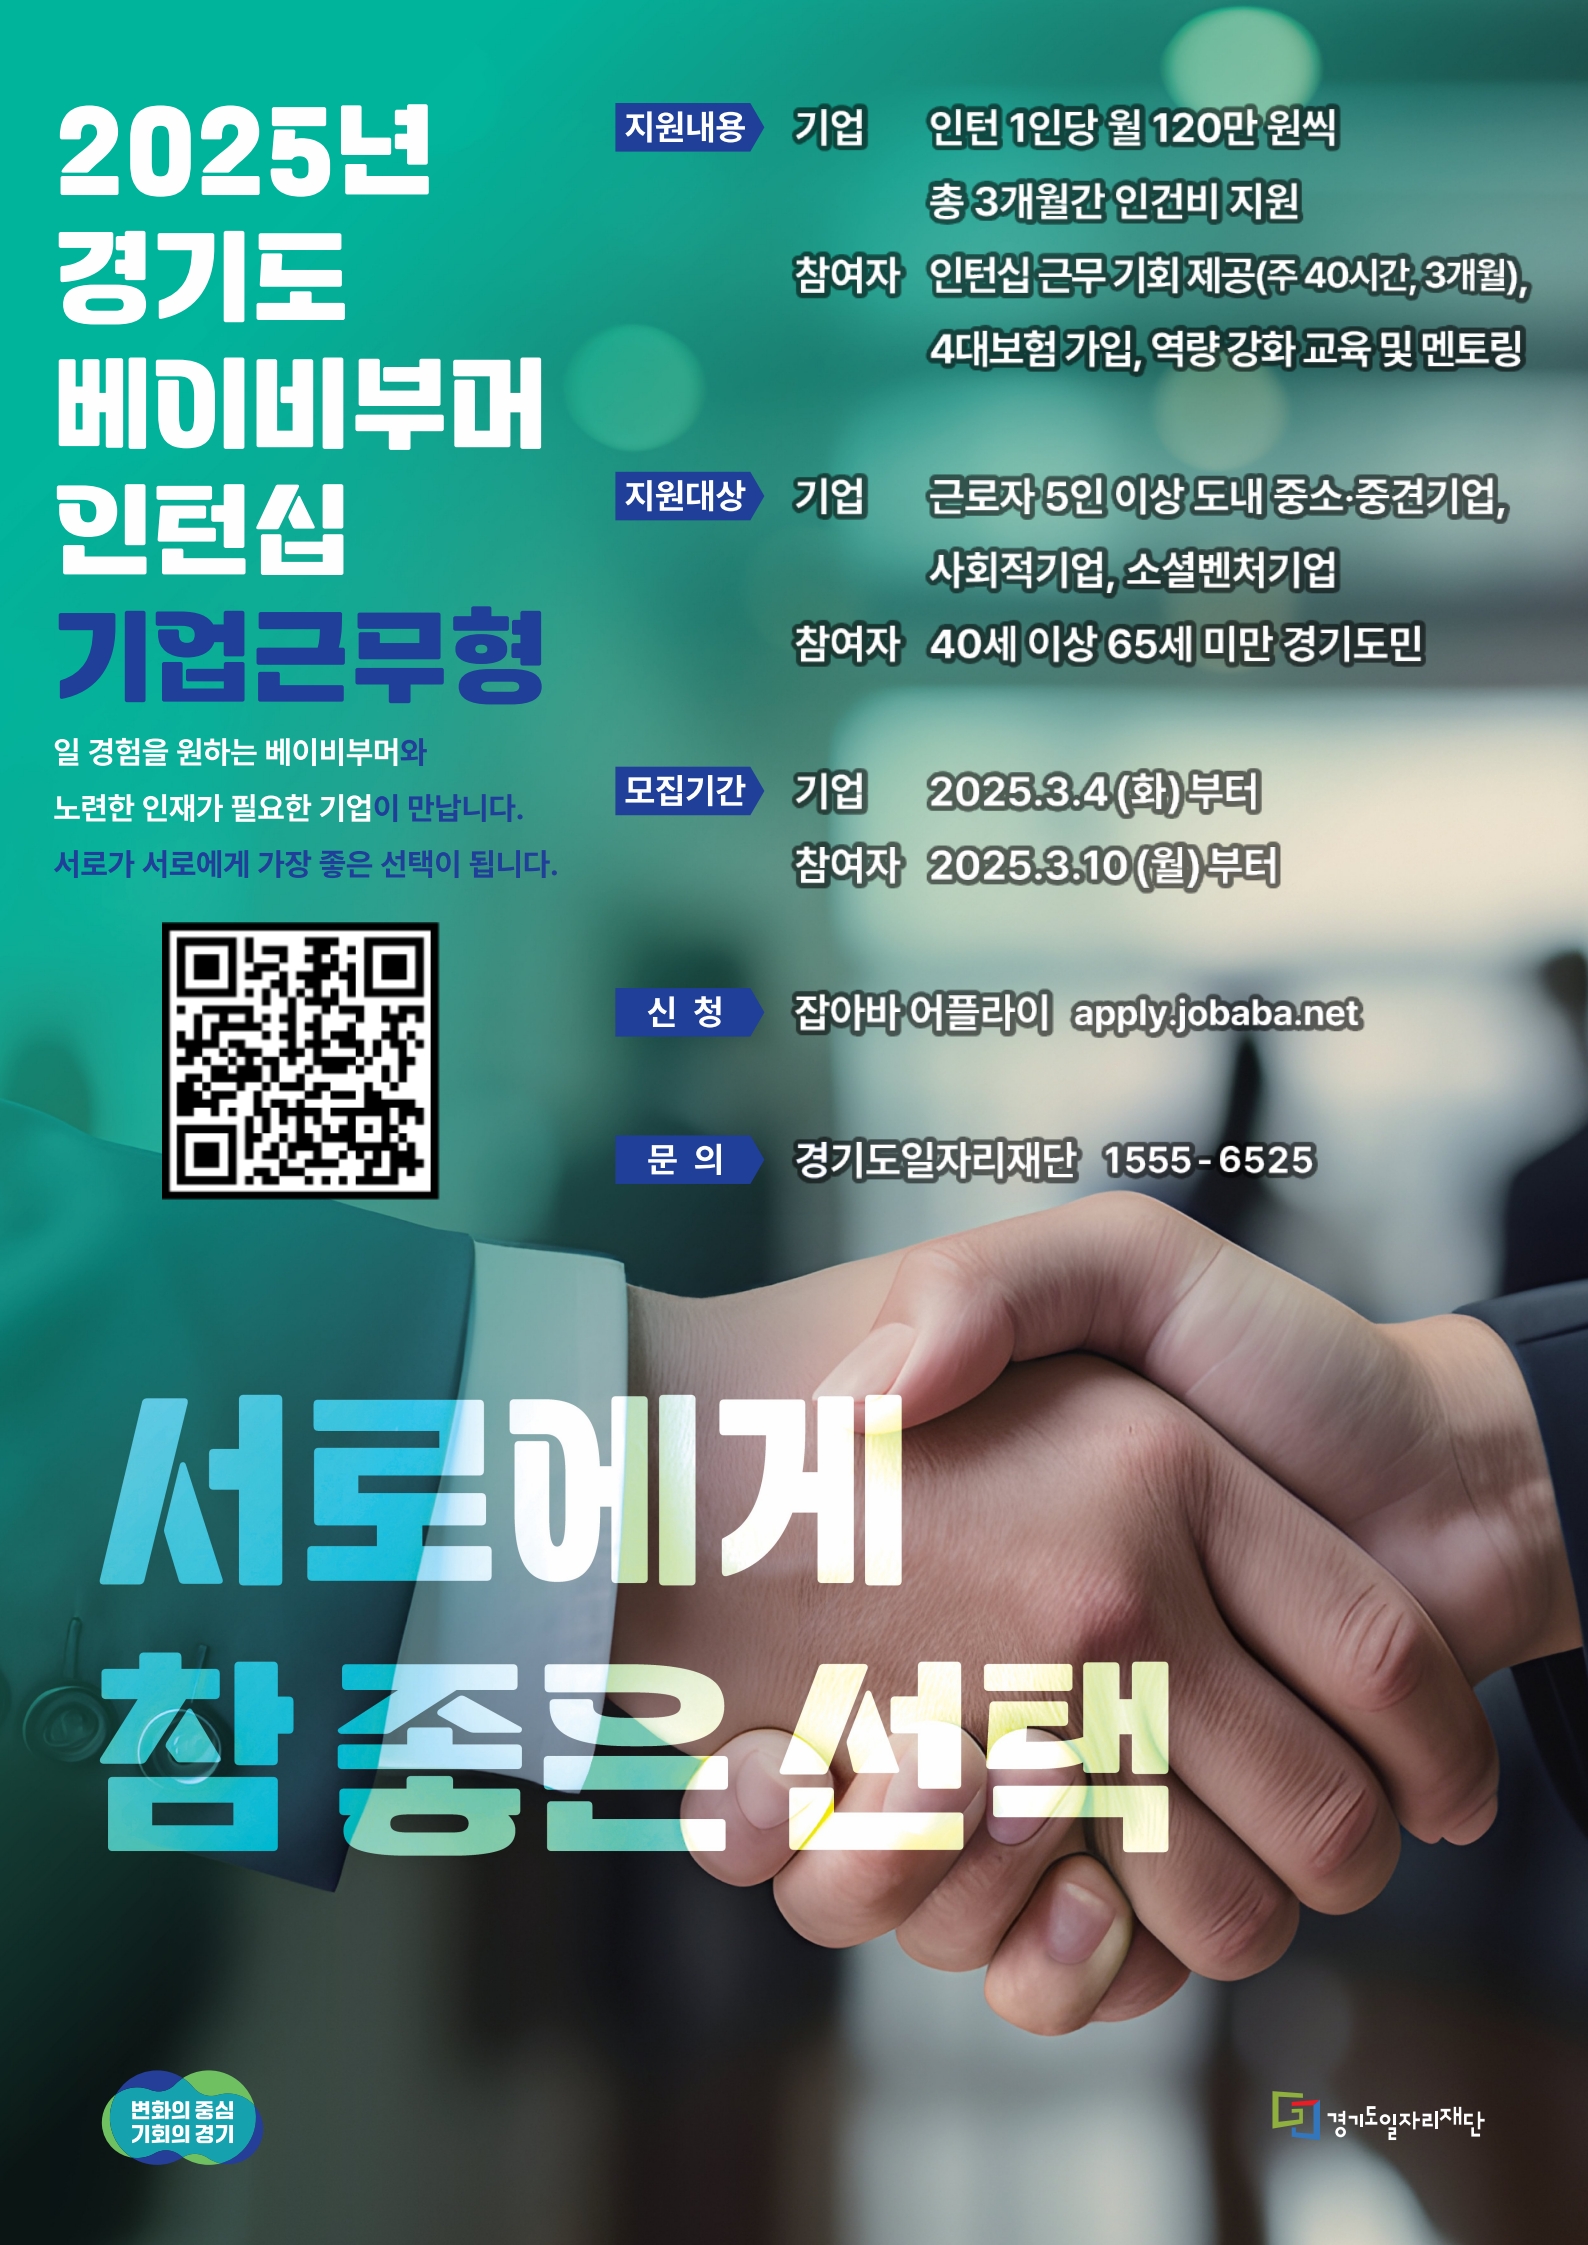 2025년
경기도
베이비부머
인턴십
기업근무형
일 경험을 원하는 베이비부머와
노련한 인재가 필요한 기업이 만납니다.
서로가 서로에게 가장 좋은 선택이 됩니다.
지원내용 기업 인턴 1인당 월 120만 원씩
총 3개월간 인건비 지원
참여자 인턴십 근무 기회 제공(주 40시간, 3개월),
4대보험 가입, 역량 강화 교육 및 멘토링
지원대상 기업 근로자 5인 이상 도내 중소·중견기업,
사회적기업, 소셜벤처기업
참여자 40세 이상 65세 미만 경기도민
모집기간 기업 2025.3.4 (화) 부터
참여자 2025.3.10 (월) 부터
신 청 잡아바 어플라이 apply.jobaba.net
문 의 경기도일자리재단 1555-6525
서로에게
참 좋은 선택
변화의 중심
기회의 경기
경기도일자리재단